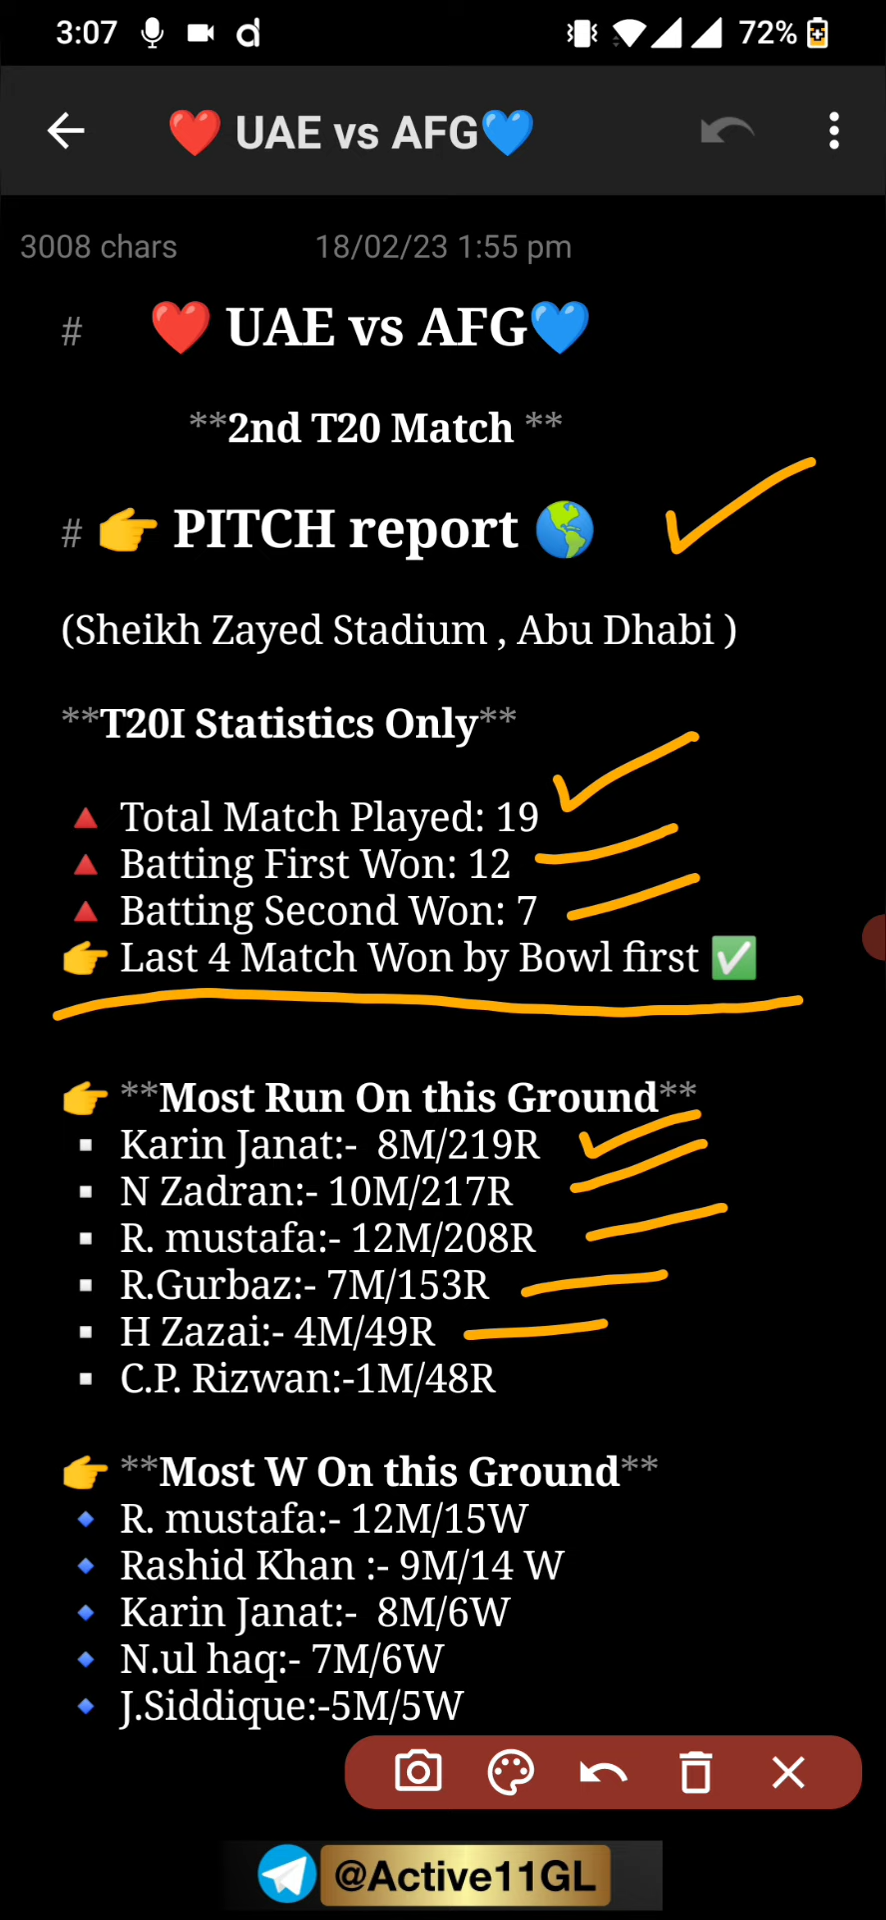 3:07 72%
❤️ UAE vs AFG💙
3008 chars 18/02/23 1:55 pm
# ❤️ UAE vs AFG💙
**2nd T20 Match **
# 👉 PITCH report 🌎
(Sheikh Zayed Stadium , Abu Dhabi )
**T20I Statistics Only**
🔺 Total Match Played: 19
🔺 Batting First Won: 12
🔺 Batting Second Won: 7
👉 Last 4 Match Won by Bowl first ✅
👉 **Most Run On this Ground**
▫️ Karin Janat:- 8M/219R
▫️ N Zadran:- 10M/217R
▫️ R. mustafa:- 12M/208R
▫️ R.Gurbaz:- 7M/153R
▫️ H Zazai:- 4M/49R
▫️ C.P. Rizwan:-1M/48R
👉 **Most W On this Ground**
🔹 R. mustafa:- 12M/15W
🔹 Rashid Khan :- 9M/14 W
🔹 Karin Janat:- 8M/6W
🔹 N.ul haq:- 7M/6W
🔹 J.Siddique:-5M/5W
@Active11GL